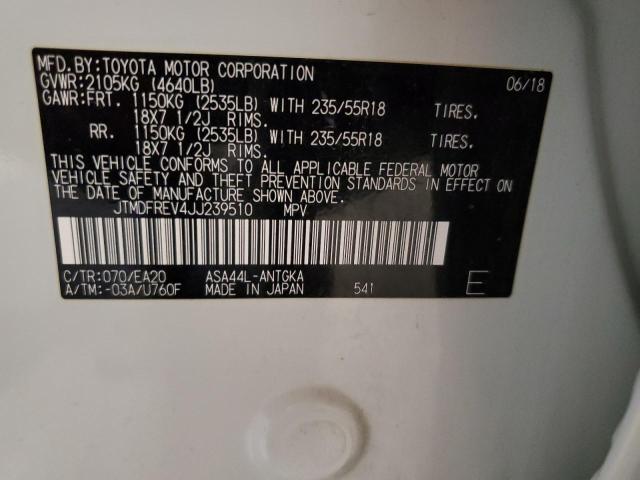 MFD.BY:TOYOTA MOTOR CORPORATION 06/18
GVWR:2105KG (4640LB)
GAWR:FRT. 1150KG (2535LB) WITH 235/55R18 TIRES.
18X7 1/2J RIMS.
RR. 1150KG (2535LB) WITH 235/55R18 TIRES.
18X7 1/2J RIMS.
THIS VEHICLE CONFORMS TO ALL APPLICABLE FEDERAL MOTOR
VEHICLE SAFETY AND THEFT PREVENTION STANDARDS IN EFFECT ON
THE DATE OF MANUFACTURE SHOWN ABOVE.
JTMDFREV4JJ239510 MPV
C/TR:070/EA20 ASA44L-ANTGKA
A/TM:-03A/U760F MADE IN JAPAN 541 E